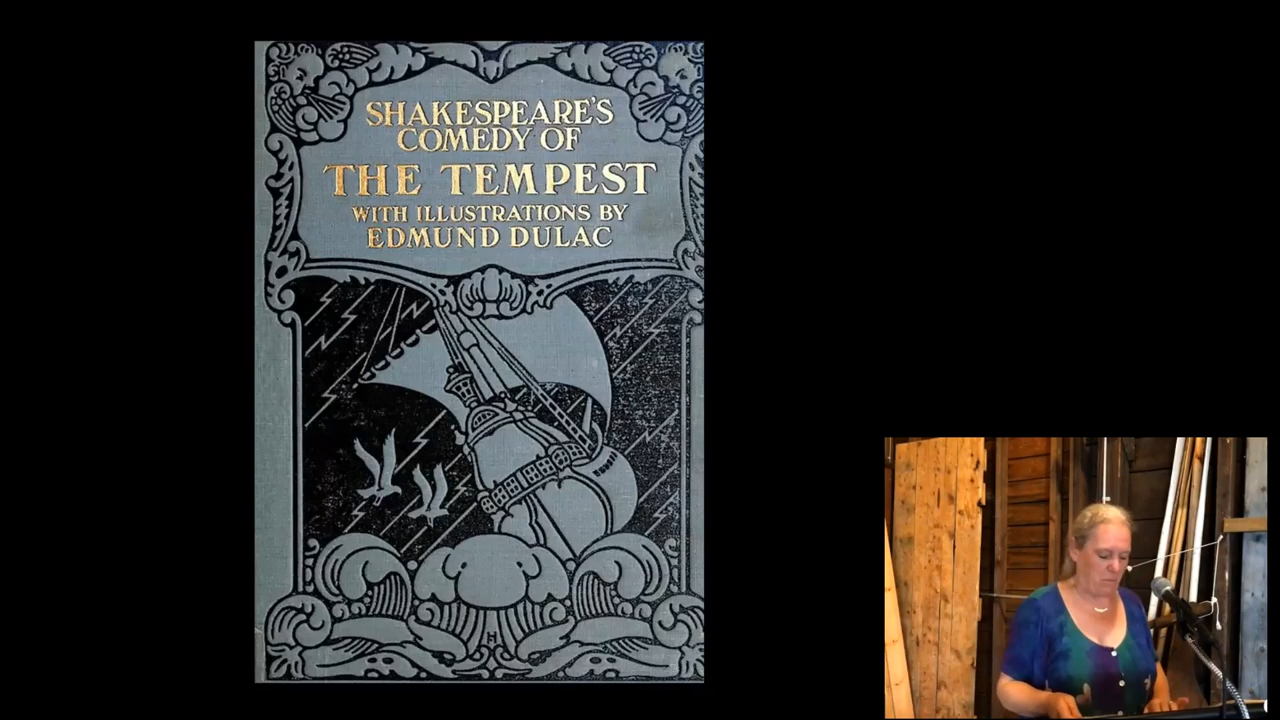 SHAKESPEARE'S
COMEDY OF
THE TEMPEST
WITH ILLUSTRATIONS BY
EDMUND DULAC
H